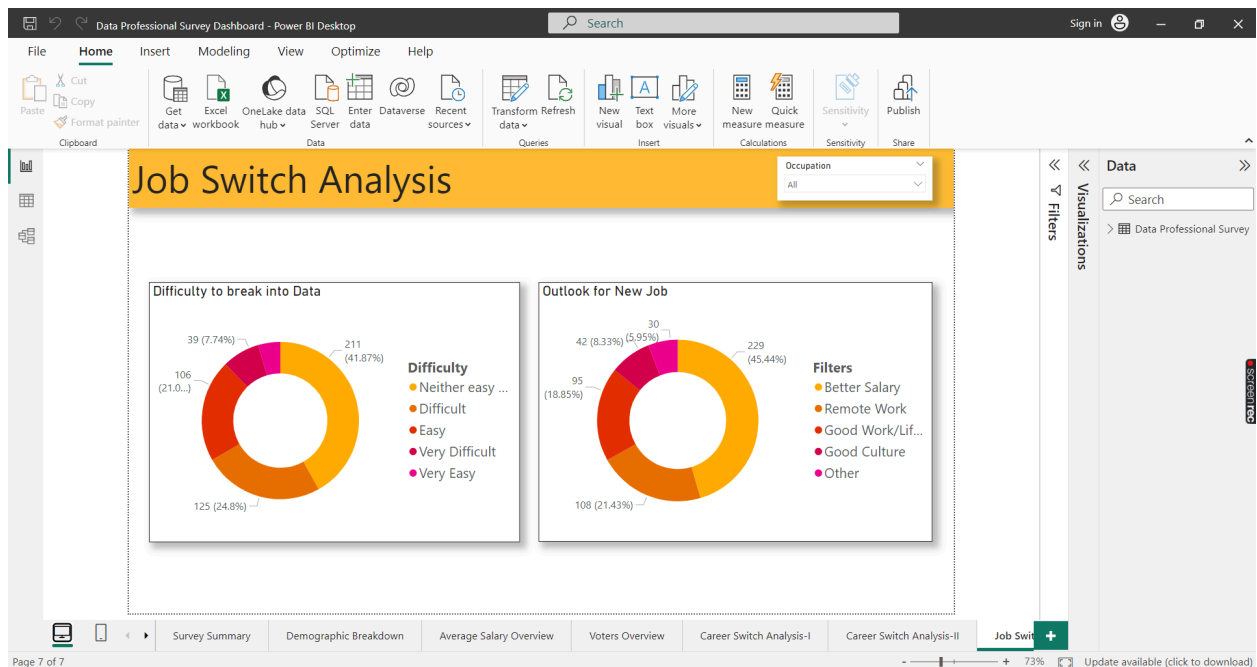 Data Professional Survey Dashboard - Power BI Desktop
Search
Sign in
File Home Insert Modeling View Optimize Help
Paste
Cut
Copy
Format painter
Clipboard
Get data
Excel workbook
OneLake data hub
SQL Server
Enter data
Dataverse
Recent sources
Data
Transform data
Refresh
Queries
New visual
Text box
A
More visuals
Insert
New measure
Quick measure
Calculations
Sensitivity
Sensitivity
Publish
Share
Job Switch Analysis
Occupation
All
Difficulty to break into Data
39 (7.74%)
211
(41.87%)
106
(21.0...)
125 (24.8%)
Difficulty
Neither easy ...
Difficult
Easy
Very Difficult
Very Easy
Outlook for New Job
30
(5.95%)
42 (8.33%)
229
(45.44%)
95
(18.85%)
108 (21.43%)
Filters
Better Salary
Remote Work
Good Work/Lif...
Good Culture
Other
Filters
Visualizations
Data
Search
Data Professional Survey
screenrec
Survey Summary
Demographic Breakdown
Average Salary Overview
Voters Overview
Career Switch Analysis-I
Career Switch Analysis-II
Job Swit
+
Page 7 of 7
- + 73%
Update available (click to download)